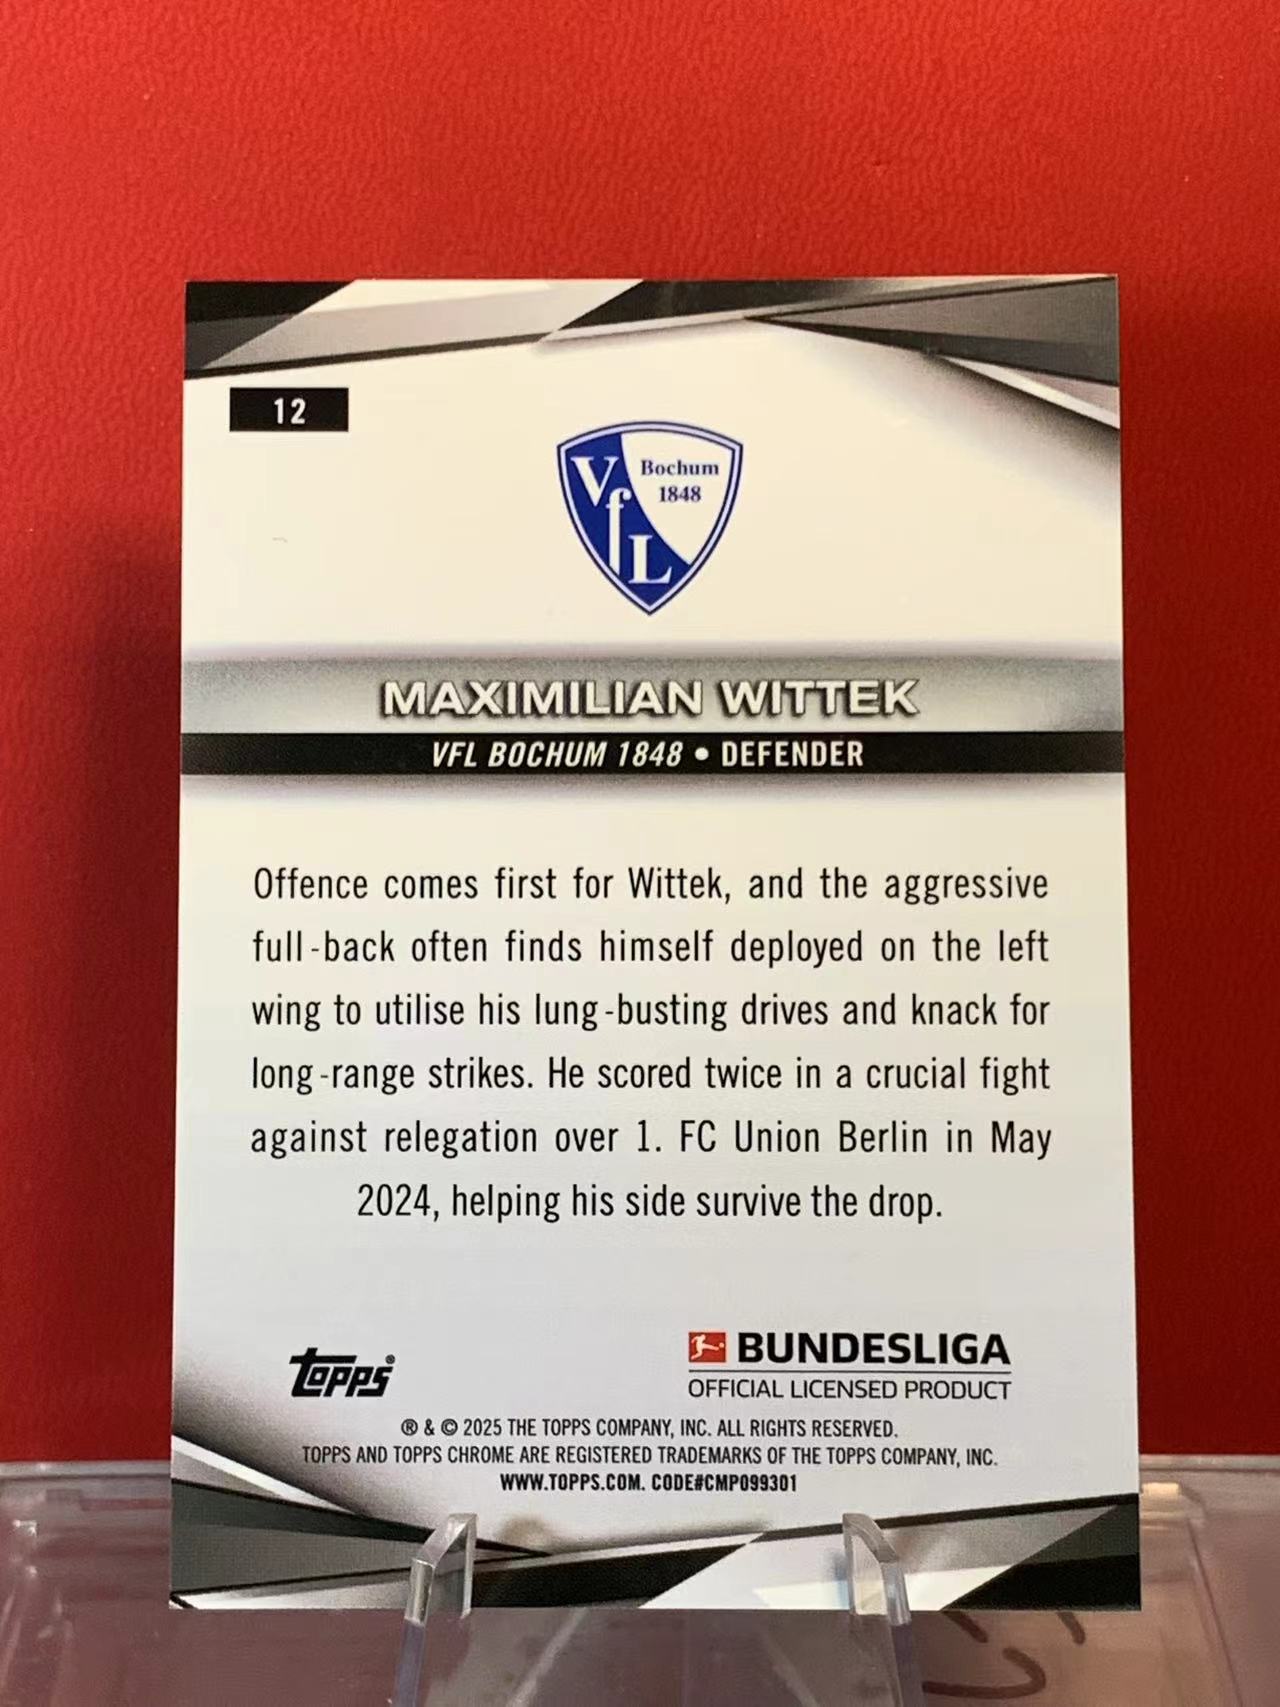 12
VfL
Bochum
1848
MAXIMILIAN WITTEK
VFL BOCHUM 1848 • DEFENDER
Offence comes first for Wittek, and the aggressive
full-back often finds himself deployed on the left
wing to utilise his lung-busting drives and knack for
long-range strikes. He scored twice in a crucial fight
against relegation over 1. FC Union Berlin in May
2024, helping his side survive the drop.
Topps®
BUNDESLIGA
OFFICIAL LICENSED PRODUCT
® & © 2025 THE TOPPS COMPANY, INC. ALL RIGHTS RESERVED.
TOPPS AND TOPPS CHROME ARE REGISTERED TRADEMARKS OF THE TOPPS COMPANY, INC.
WWW.TOPPS.COM. CODE#CMP099301